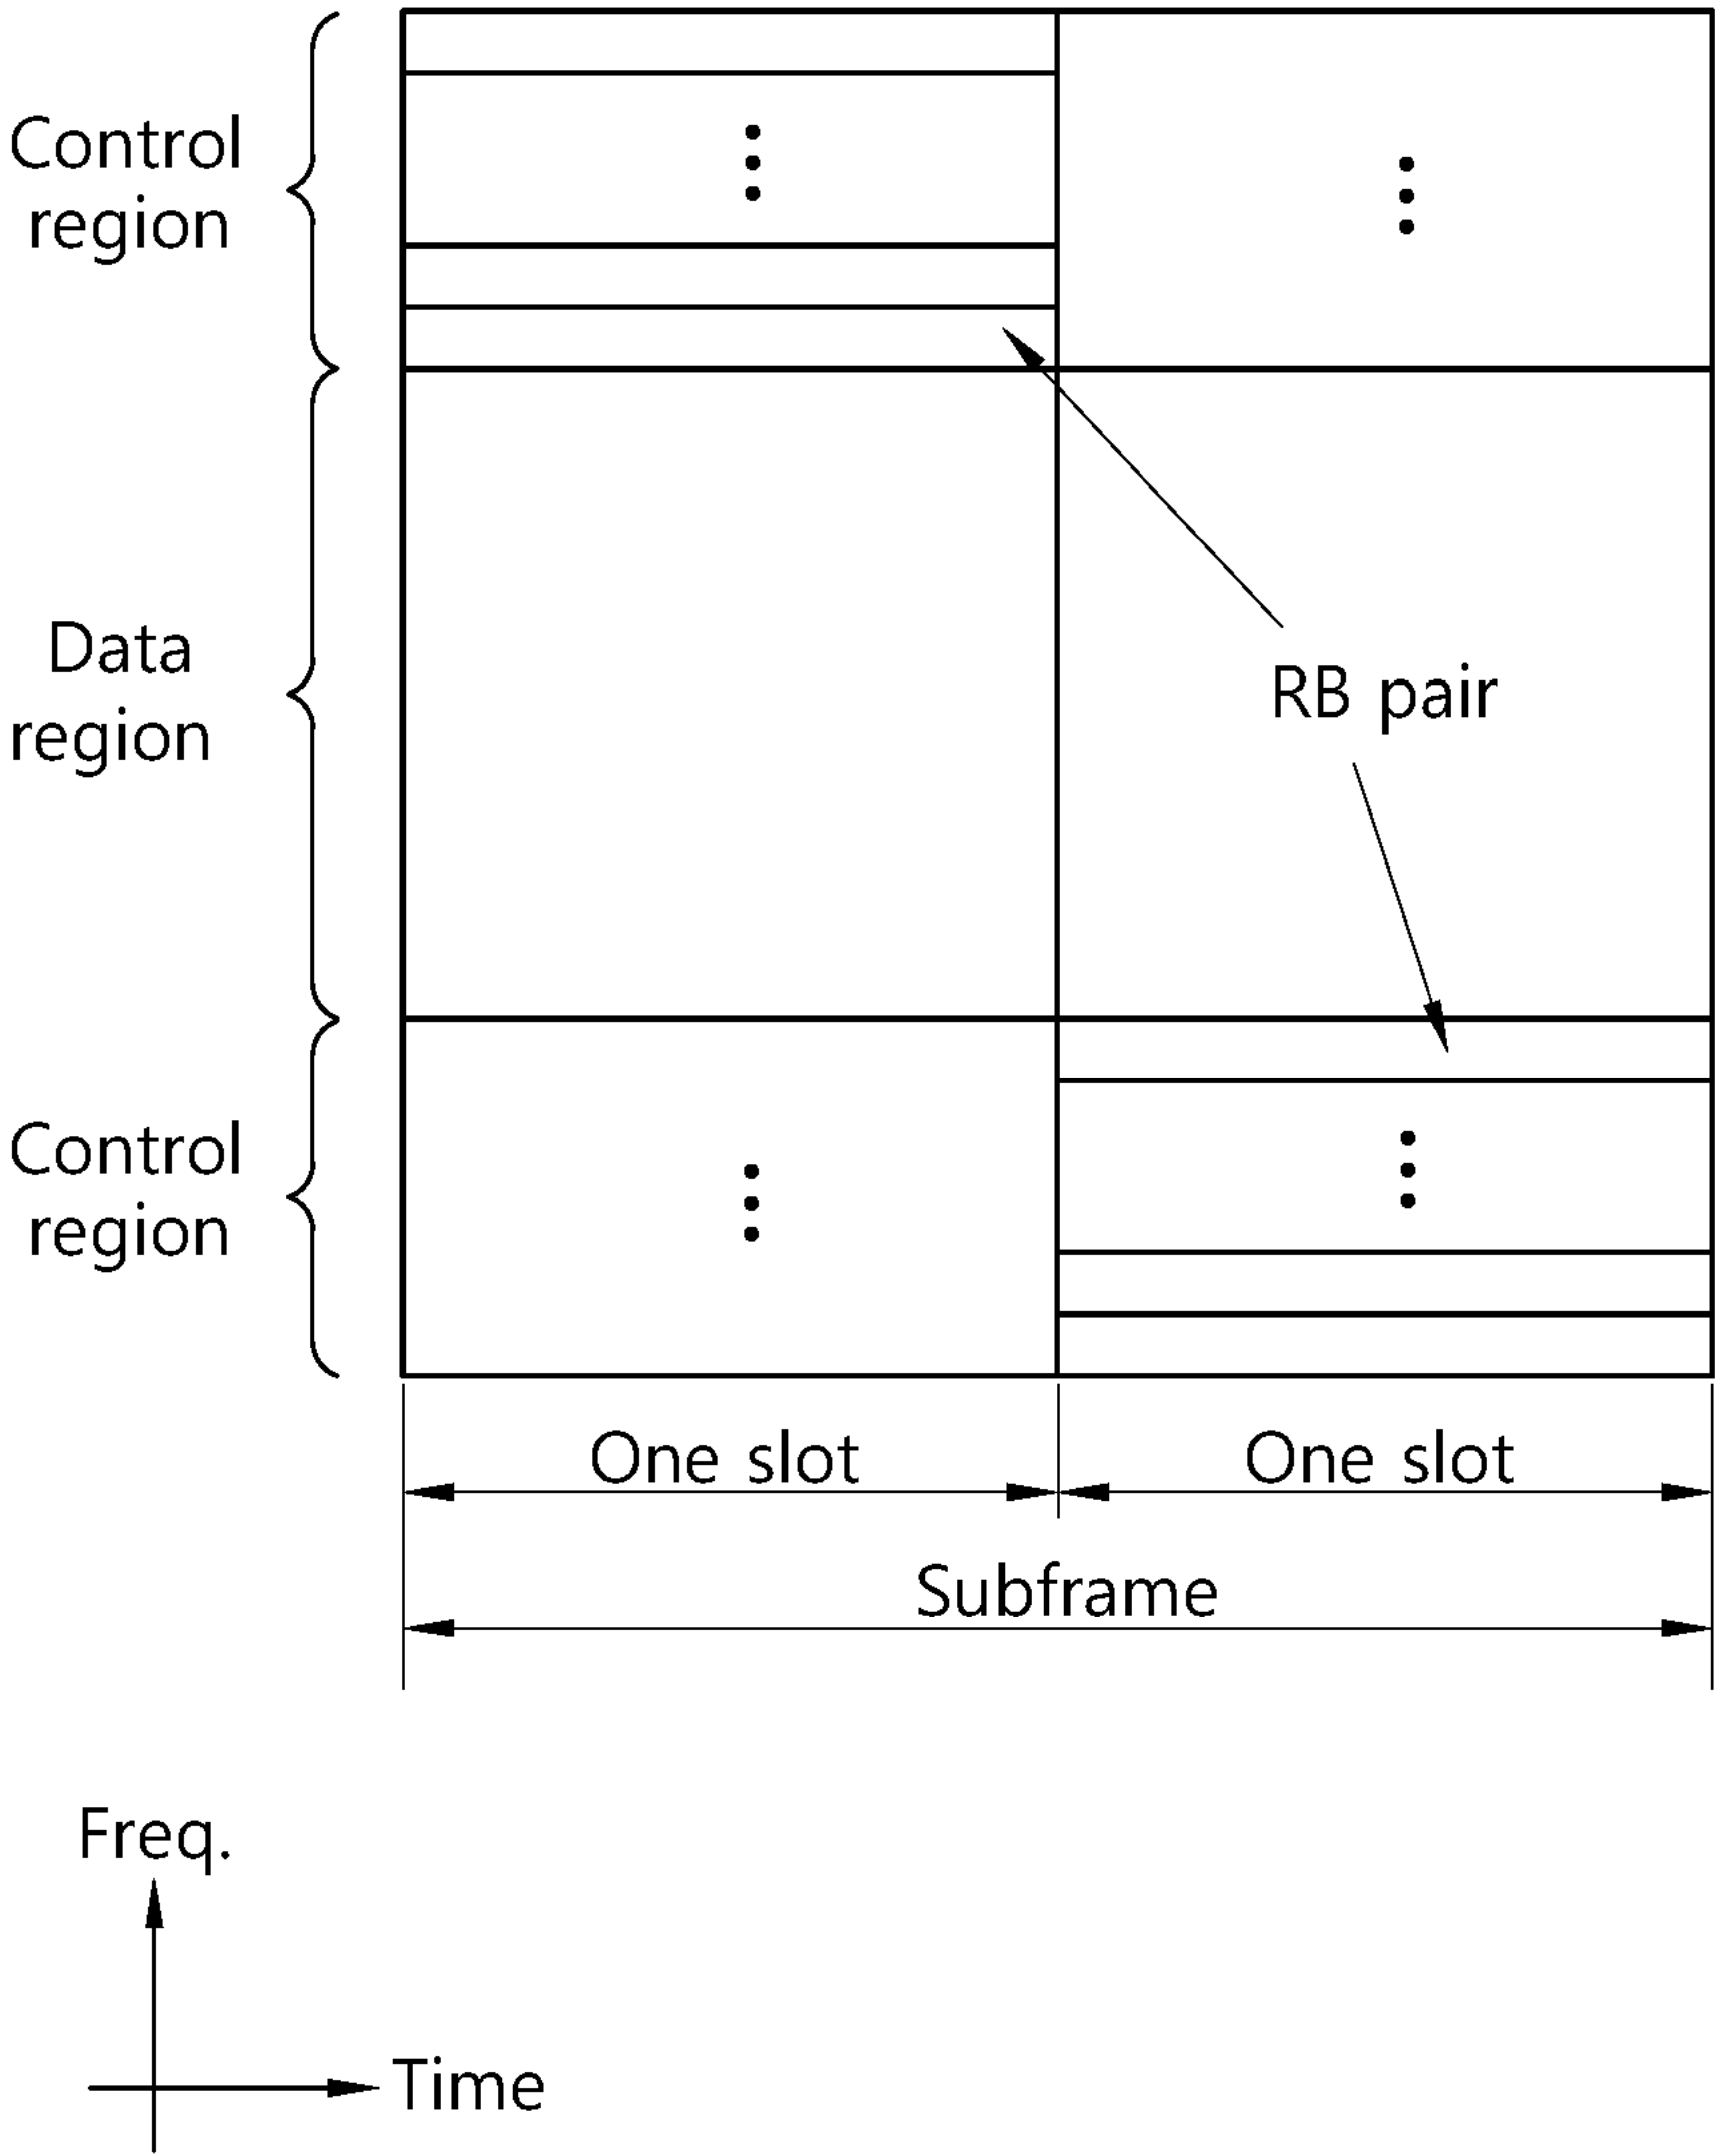 Control
region
Data
region
RB pair
Control
region
One slot
One slot
Subframe
Freq.
Time